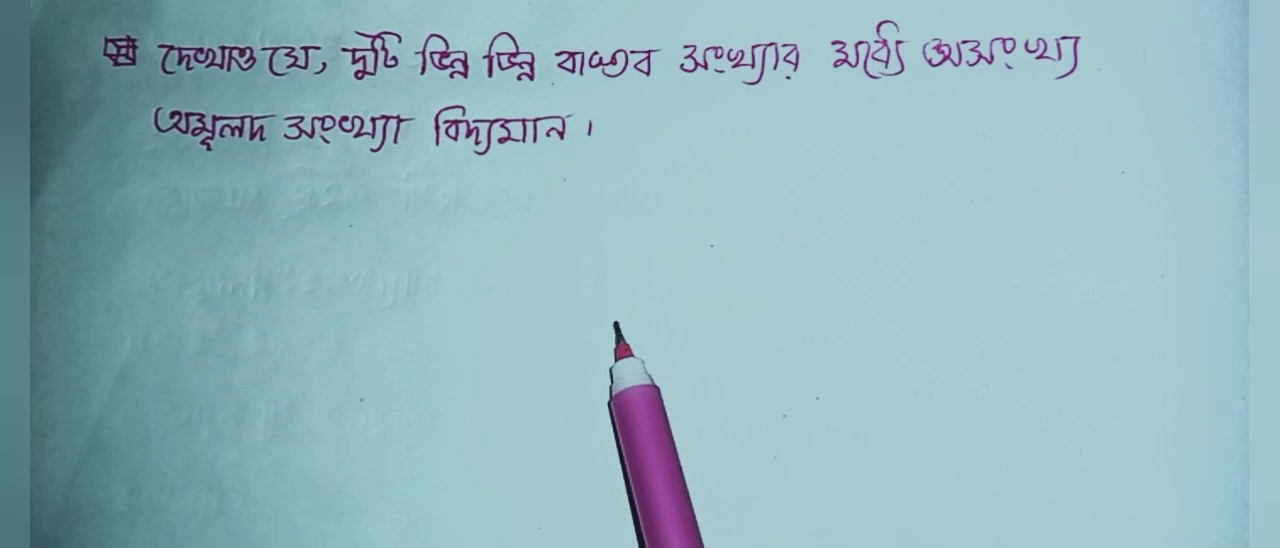 দেখাও যে, দুটি ভিন্ন ভিন্ন বাস্তব সংখ্যার মধ্যে অসংখ্য
অমূলদ সংখ্যা বিদ্যমান।